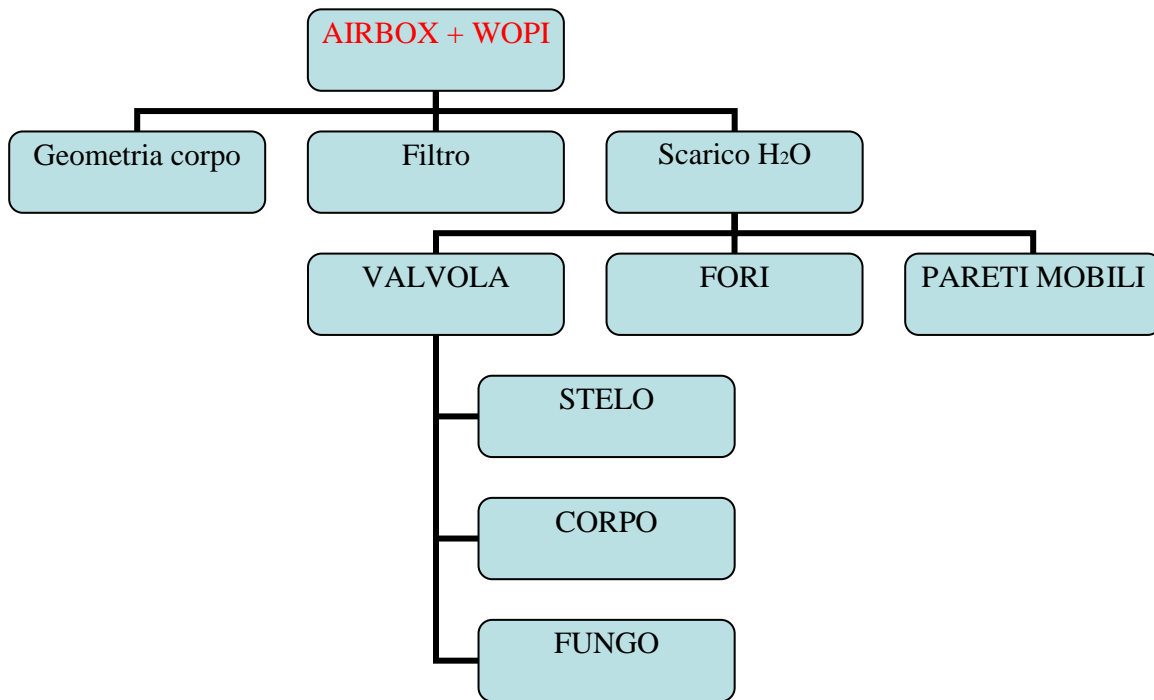 AIRBOX + WOPI
Geometria corpo
Filtro
Scarico H₂O
VALVOLA
FORI
PARETI MOBILI
STELO
CORPO
FUNGO